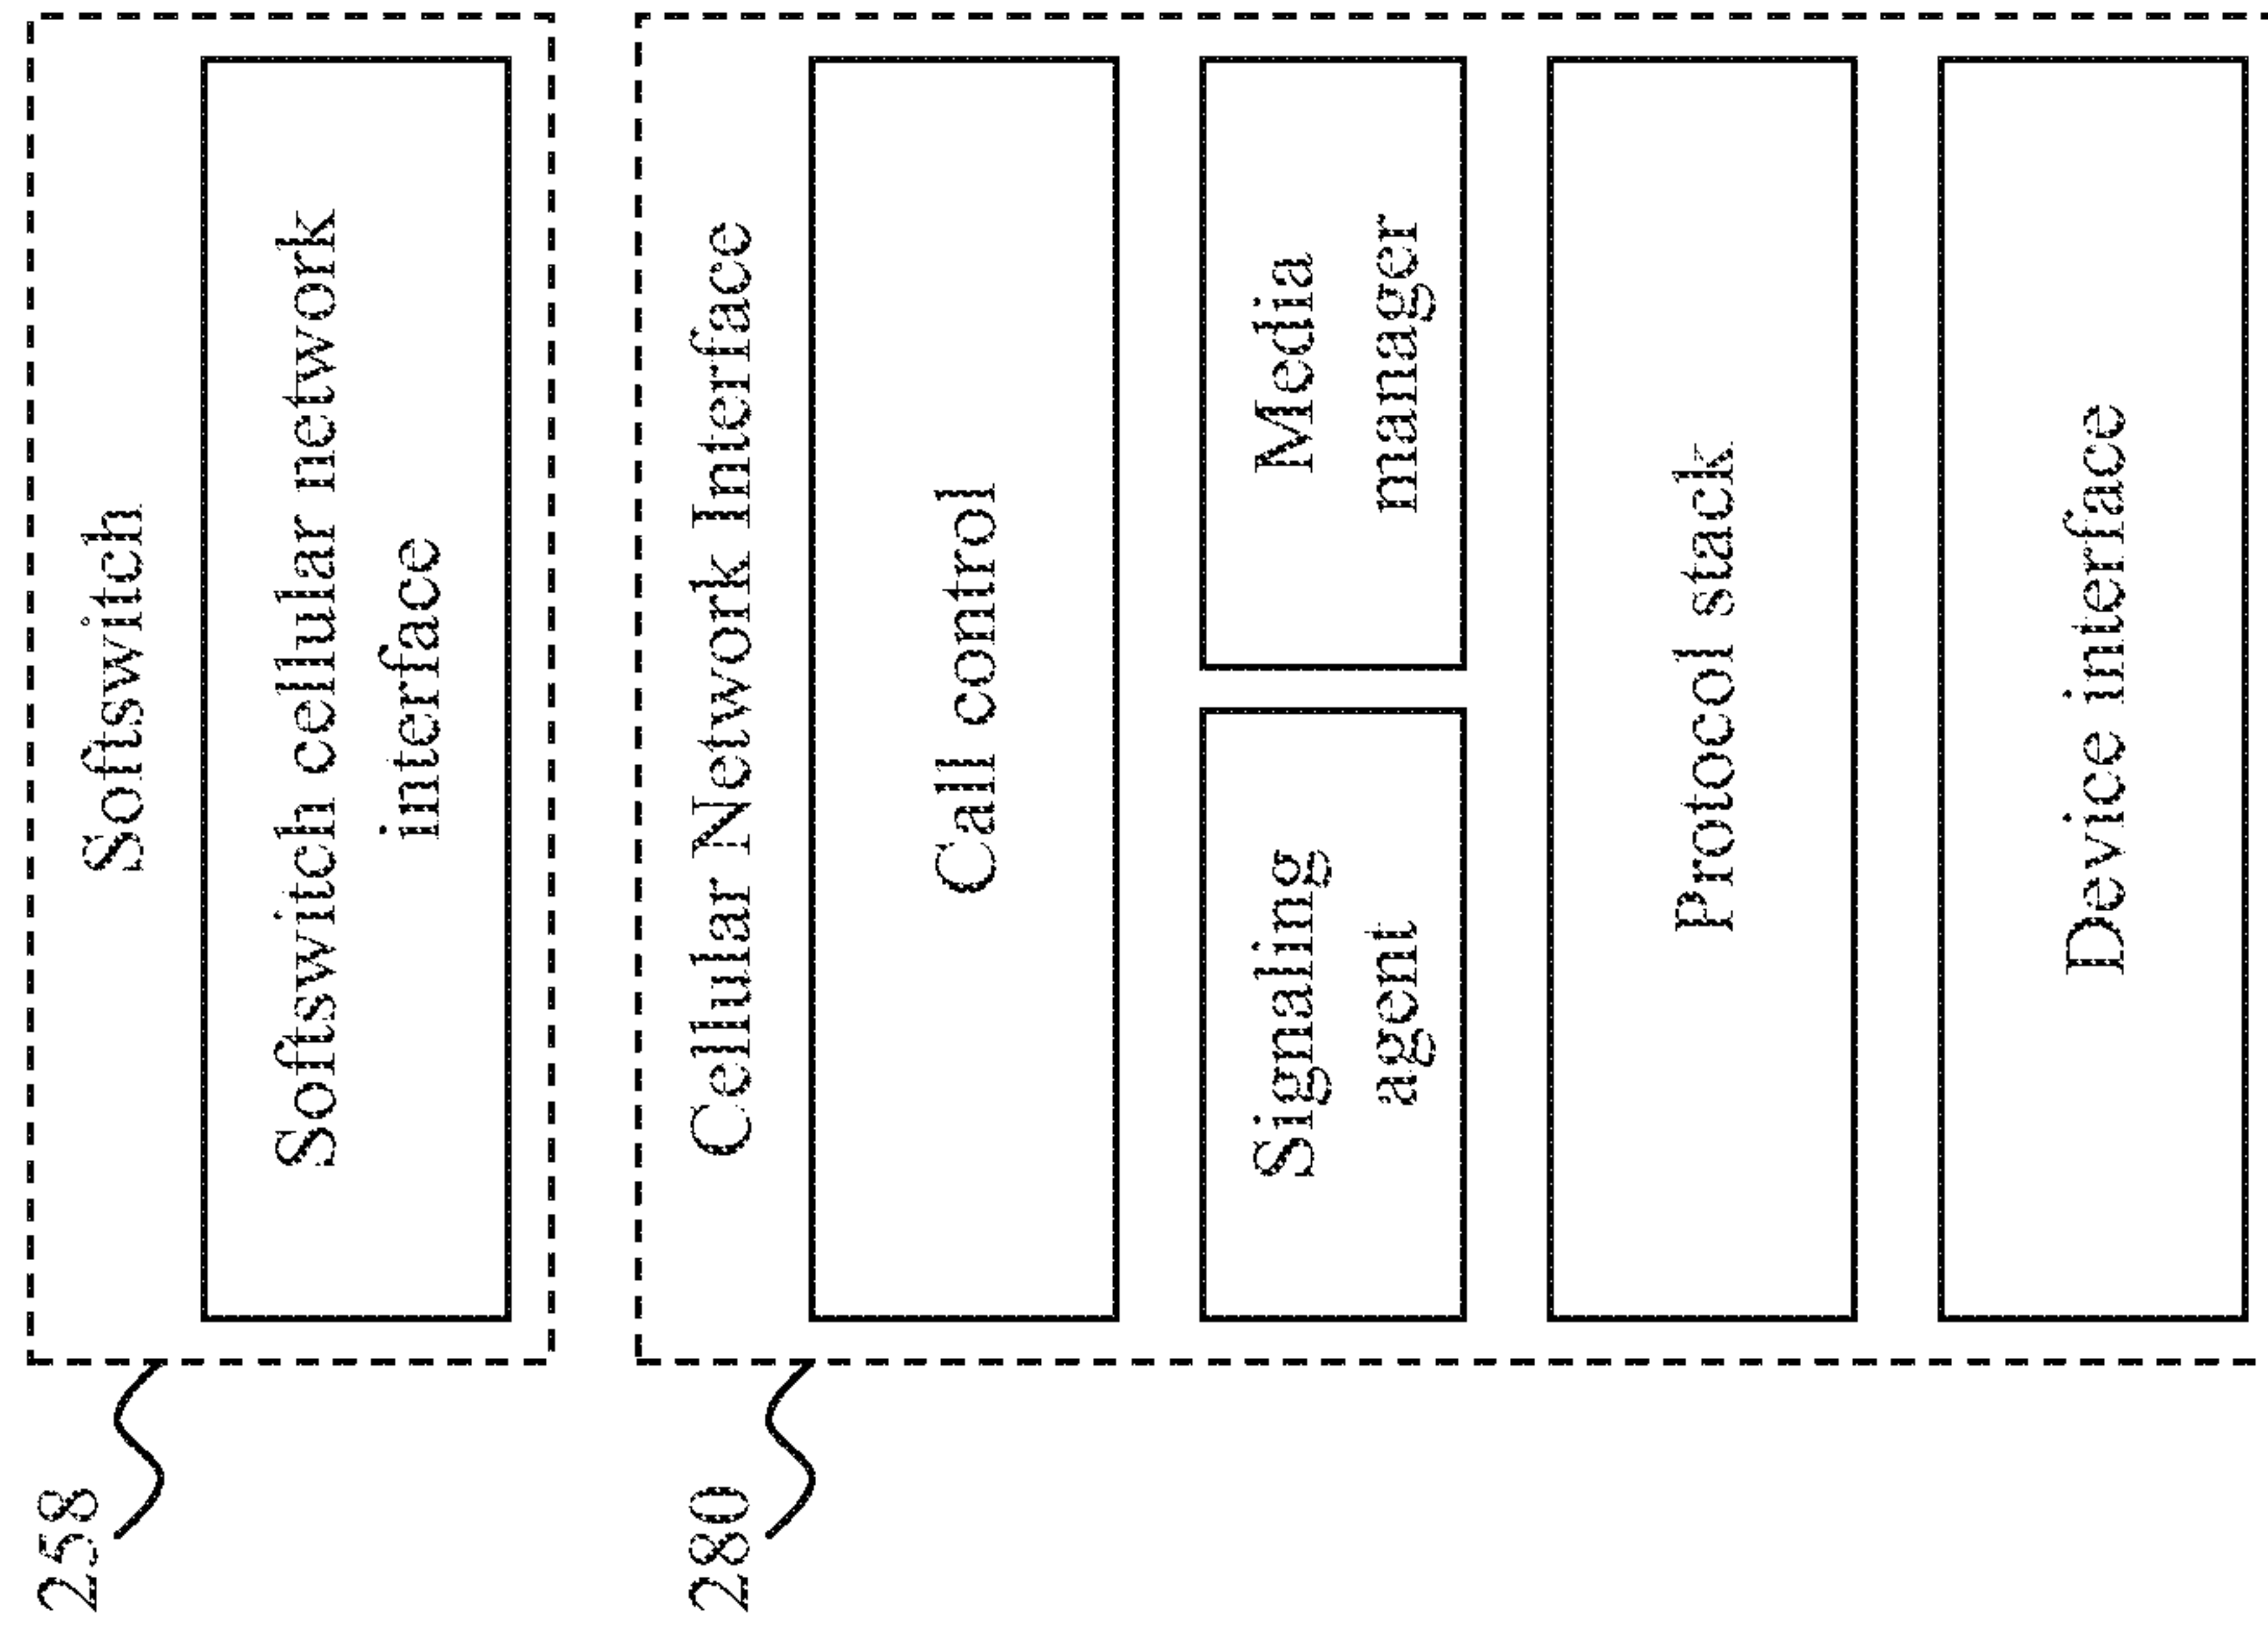 258
Softswitch
Softswitch cellular network
interface
280
Cellular Network Interface
Call control
Signaling
agent
Media
manager
Protocol stack
Device interface